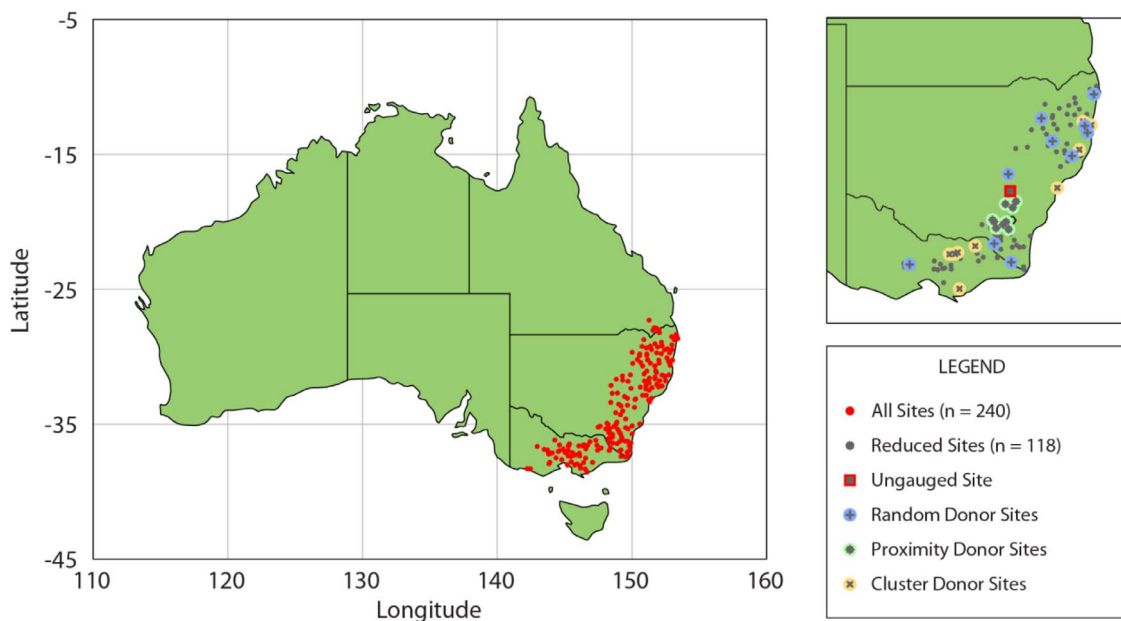 -5
-15
-25
-35
-45
Latitude
110
120
130
140
150
160
Longitude
LEGEND
All Sites (n = 240)
Reduced Sites (n = 118)
Ungauged Site
Random Donor Sites
Proximity Donor Sites
Cluster Donor Sites